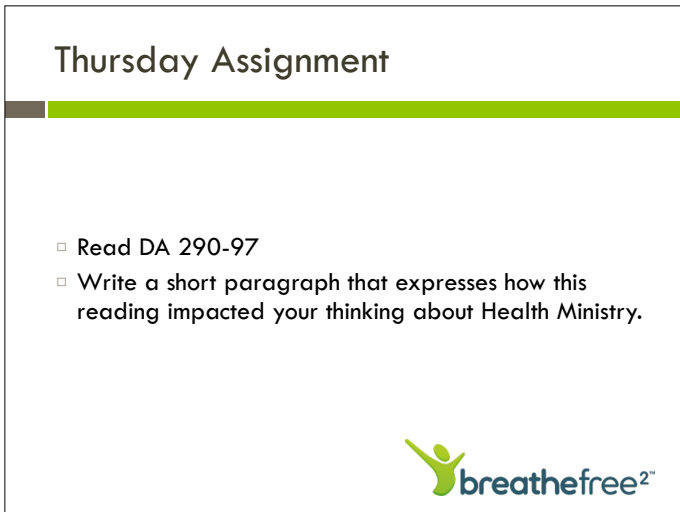 Thursday Assignment
Read DA 290-97
Write a short paragraph that expresses how this
reading impacted your thinking about Health Ministry.
breathefree2™